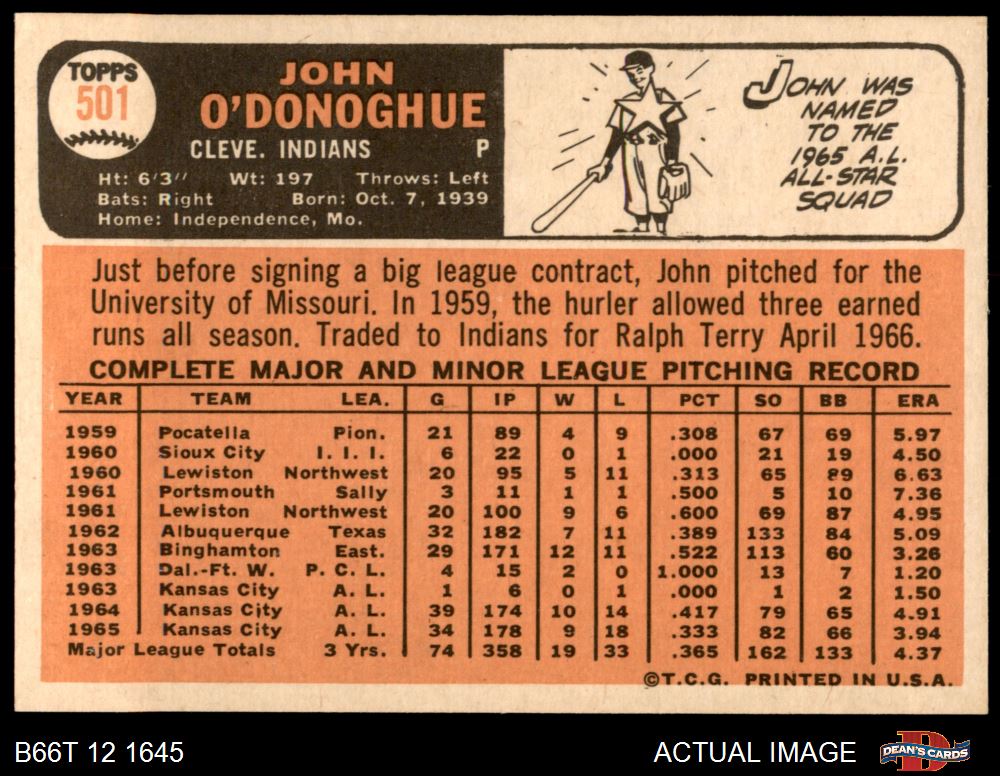 TOPPS
501
JOHN
O'DONOGHUE
CLEVE. INDIANS P
Ht: 6'3" Wt: 197 Throws: Left
Bats: Right Born: Oct. 7, 1939
Home: Independence, Mo.
JOHN WAS
NAMED
TO THE
1965 A.L.
ALL-STAR
SQUAD
Just before signing a big league contract, John pitched for the
University of Missouri. In 1959, the hurler allowed three earned
runs all season. Traded to Indians for Ralph Terry April 1966.
COMPLETE MAJOR AND MINOR LEAGUE PITCHING RECORD
YEAR TEAM LEA. G IP W L PCT SO BB ERA
1959 Pocatella Pion. 21 89 4 9 .308 67 69 5.97
1960 Sioux City I. I. I. 6 22 0 1 .000 21 19 4.50
1960 Lewiston Northwest 20 95 5 11 .313 65 89 6.63
1961 Portsmouth Sally 3 11 1 1 .500 5 10 7.36
1961 Lewiston Northwest 20 100 9 6 .600 69 87 4.95
1962 Albuquerque Texas 32 182 7 11 .389 133 84 5.09
1963 Binghamton East. 29 171 12 11 .522 113 60 3.26
1963 Dal.-Ft. W. P. C. L. 4 15 2 0 1.000 13 7 1.20
1963 Kansas City A. L. 1 6 0 1 .000 1 2 1.50
1964 Kansas City A. L. 39 174 10 14 .417 79 65 4.91
1965 Kansas City A. L. 34 178 9 18 .333 82 66 3.94
Major League Totals 3 Yrs. 74 358 19 33 .365 162 133 4.37
©T.C.G. PRINTED IN U.S.A.
B66T 12 1645 ACTUAL IMAGE DEAN'S CARDS